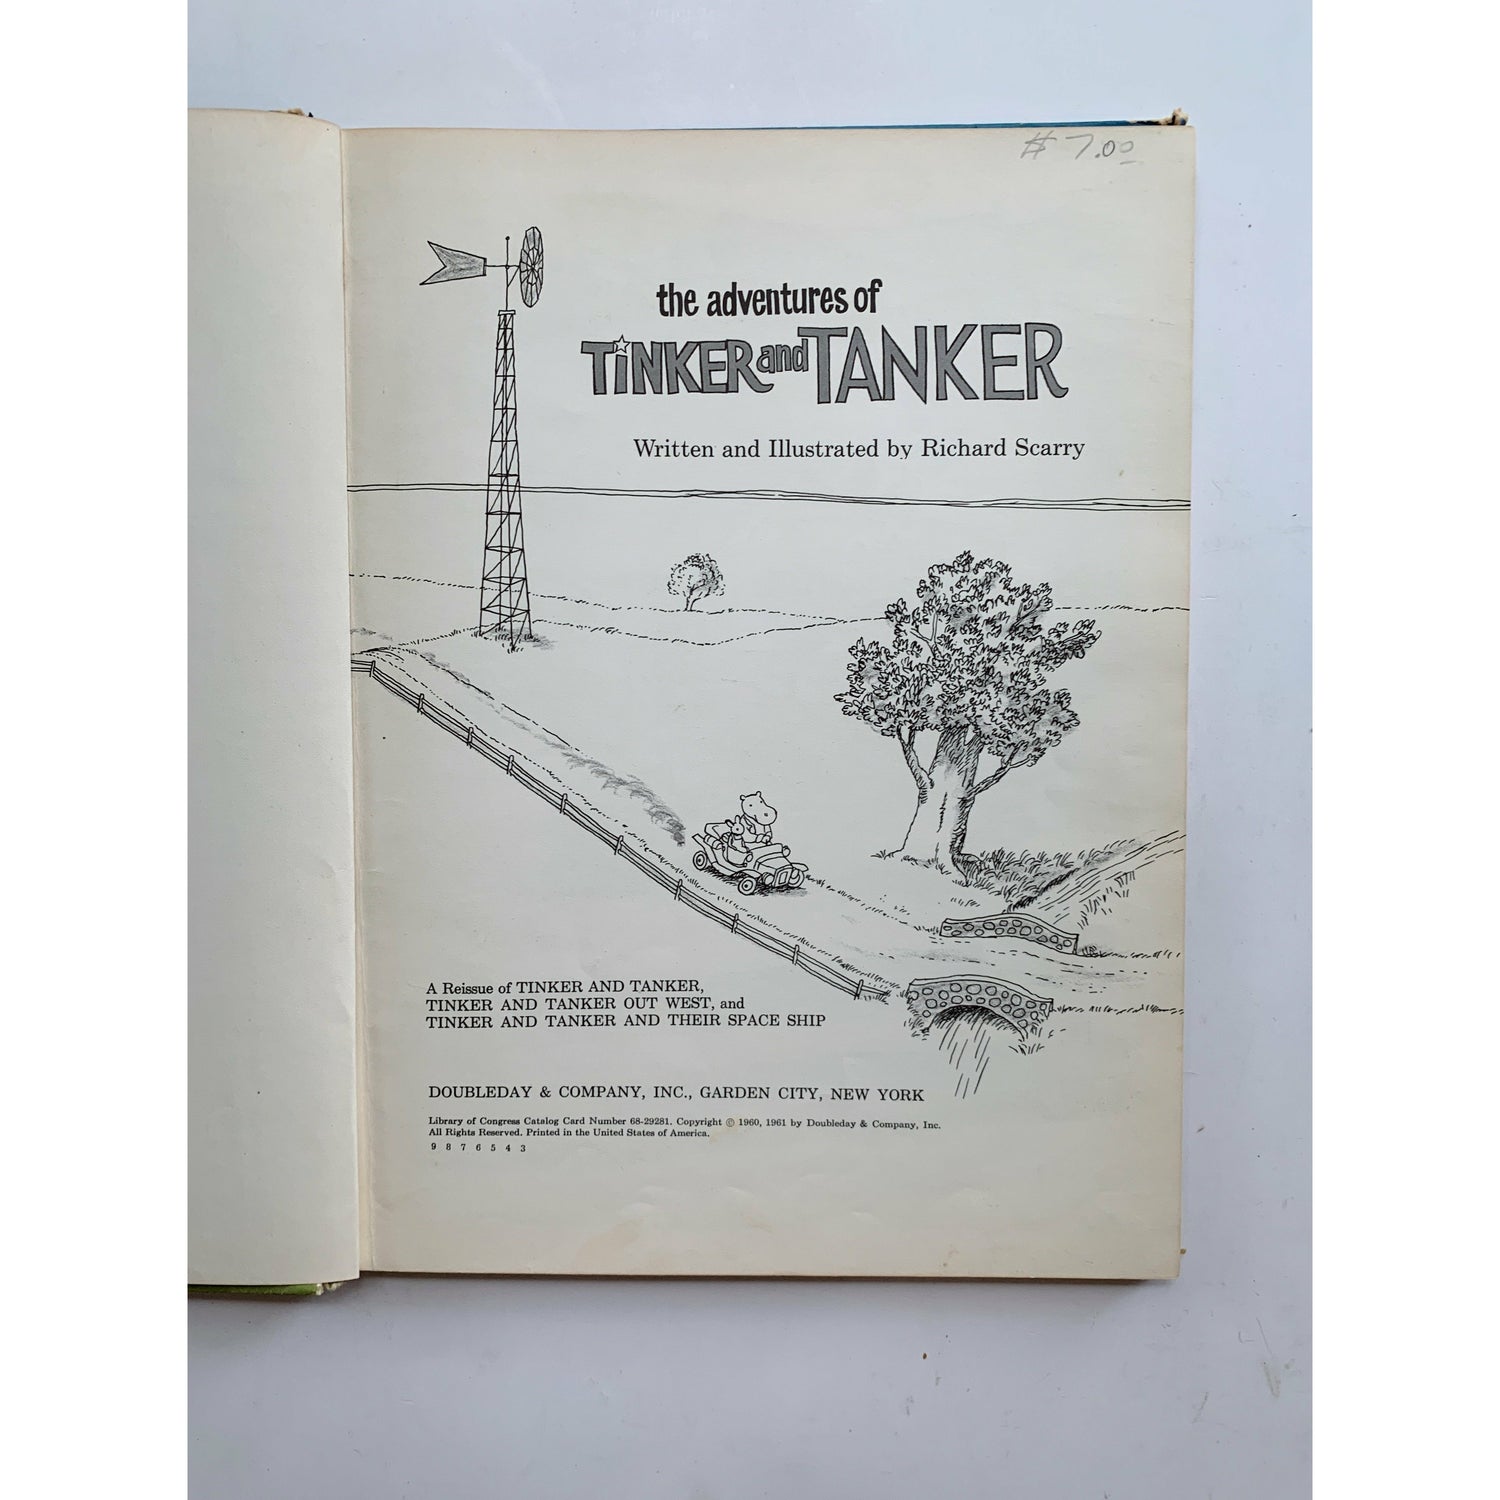 $ 7.00
the adventures of
TiNKER and TANKER
Written and Illustrated by Richard Scarry
A Reissue of TINKER AND TANKER,
TINKER AND TANKER OUT WEST, and
TINKER AND TANKER AND THEIR SPACE SHIP
DOUBLEDAY & COMPANY, INC., GARDEN CITY, NEW YORK
Library of Congress Catalog Card Number 68-29281. Copyright © 1960, 1961 by Doubleday & Company, Inc.
All Rights Reserved. Printed in the United States of America.
9 8 7 6 5 4 3